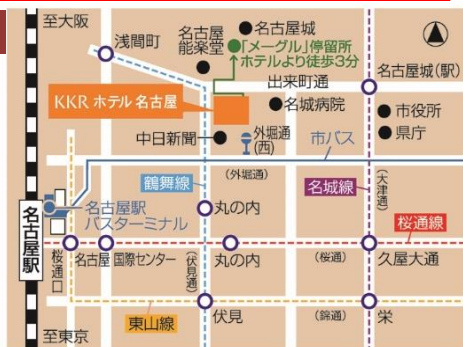 至大阪
浅間町
名古屋
能楽堂
名古屋城
「メーグル」停留所
ホテルより徒歩3分
出来町通
名古屋城(駅)
KKR ホテル 名古屋
名城病院
市役所
県庁
中日新聞
外堀通
(西)
市バス
鶴舞線
(外堀通)
名城線
(大津通)
名古屋駅
名古屋駅
バスターミナル
丸の内
桜通線
桜通口
名古屋 国際センター
(伏見通)
丸の内
(桜通)
久屋大通
東山線
伏見
(錦通)
栄
至東京